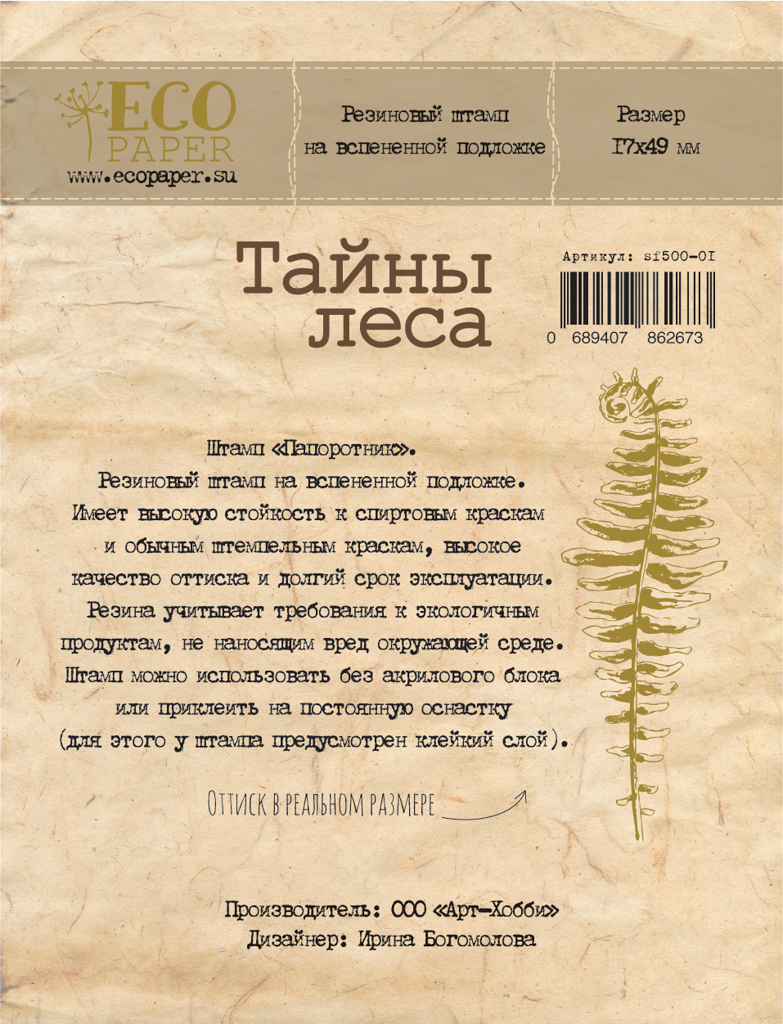 ECO
PAPER
www.ecopaper.su
Резиновый штамп
на вспененной подложке
Размер
17x49 мм
Тайны
леса
Артикул: sf500-01
0 689407 862673
Штамп «Папоротник».
Резиновый штамп на вспененной подложке.
Имеет высокую стойкость к спиртовым краскам
и обычным штемпельным краскам, высокое
качество оттиска и долгий срок эксплуатации.
Резина учитывает требования к экологичным
продуктам, не наносящим вред окружающей среде.
Штамп можно использовать без акрилового блока
или приклеить на постоянную оснастку
(для этого у штампа предусмотрен клейкий слой).
Оттиск в реальном размере
Производитель: ООО «Арт-Хобби»
Дизайнер: Ирина Богомолова